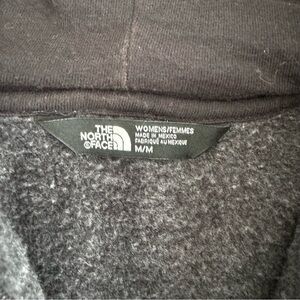 THE
NORTH
FACE
WOMENS/FEMMES
MADE IN MEXICO
FABRIQUÉ AU MEXIQUE
M/M